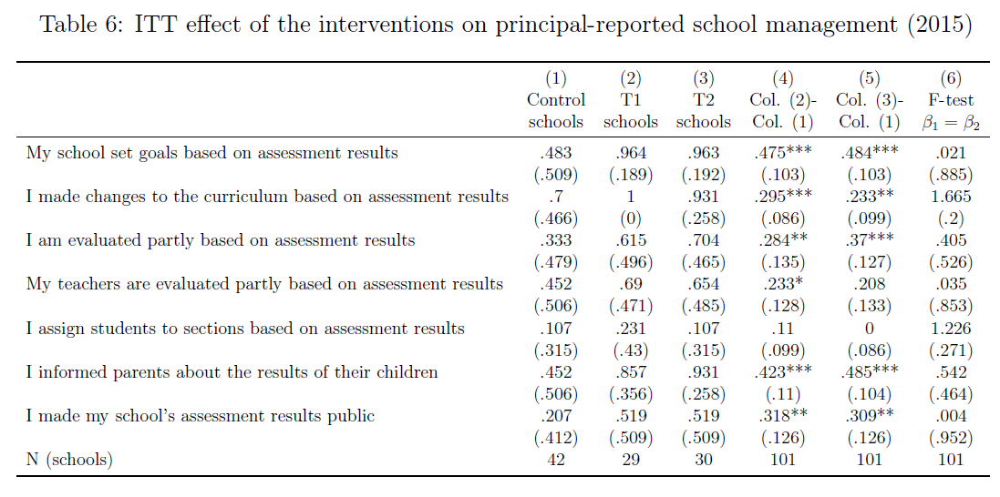 Table 6: ITT effect of the interventions on principal-reported school management (2015)
(1) (2) (3) (4) (5) (6)
Control T1 T2 Col. (2)- Col. (3)- F-test
schools schools schools Col. (1) Col. (1) β₁ = β₂
My school set goals based on assessment results .483 .964 .963 .475*** .484*** .021
(.509) (.189) (.192) (.103) (.103) (.885)
I made changes to the curriculum based on assessment results .7 1 .931 .295*** .233** 1.665
(.466) (0) (.258) (.086) (.099) (.2)
I am evaluated partly based on assessment results .333 .615 .704 .284** .37*** .405
(.479) (.496) (.465) (.135) (.127) (.526)
My teachers are evaluated partly based on assessment results .452 .69 .654 .233* .208 .035
(.506) (.471) (.485) (.128) (.133) (.853)
I assign students to sections based on assessment results .107 .231 .107 .11 0 1.226
(.315) (.43) (.315) (.099) (.086) (.271)
I informed parents about the results of their children .452 .857 .931 .423*** .485*** .542
(.506) (.356) (.258) (.11) (.104) (.464)
I made my school's assessment results public .207 .519 .519 .318** .309** .004
(.412) (.509) (.509) (.126) (.126) (.952)
N (schools) 42 29 30 101 101 101